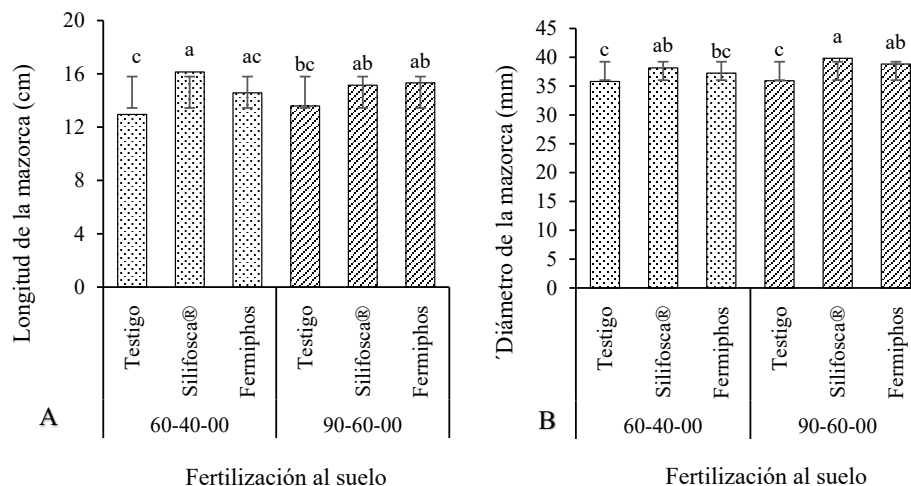 Longitud de la mazorca (cm)
20
16
12
8
4
0
c
a
ac
bc
ab
ab
Testigo
Silifosca®
Fermiphos
Testigo
Silifosca®
Fermiphos
60-40-00
90-60-00
A
Fertilización al suelo
´Diámetro de la mazorca (mm)
45
40
35
30
25
20
15
10
5
0
c
ab
bc
c
a
ab
Testigo
Silifosca®
Fermiphos
Testigo
Silifosca®
Fermiphos
60-40-00
90-60-00
B
Fertilización al suelo